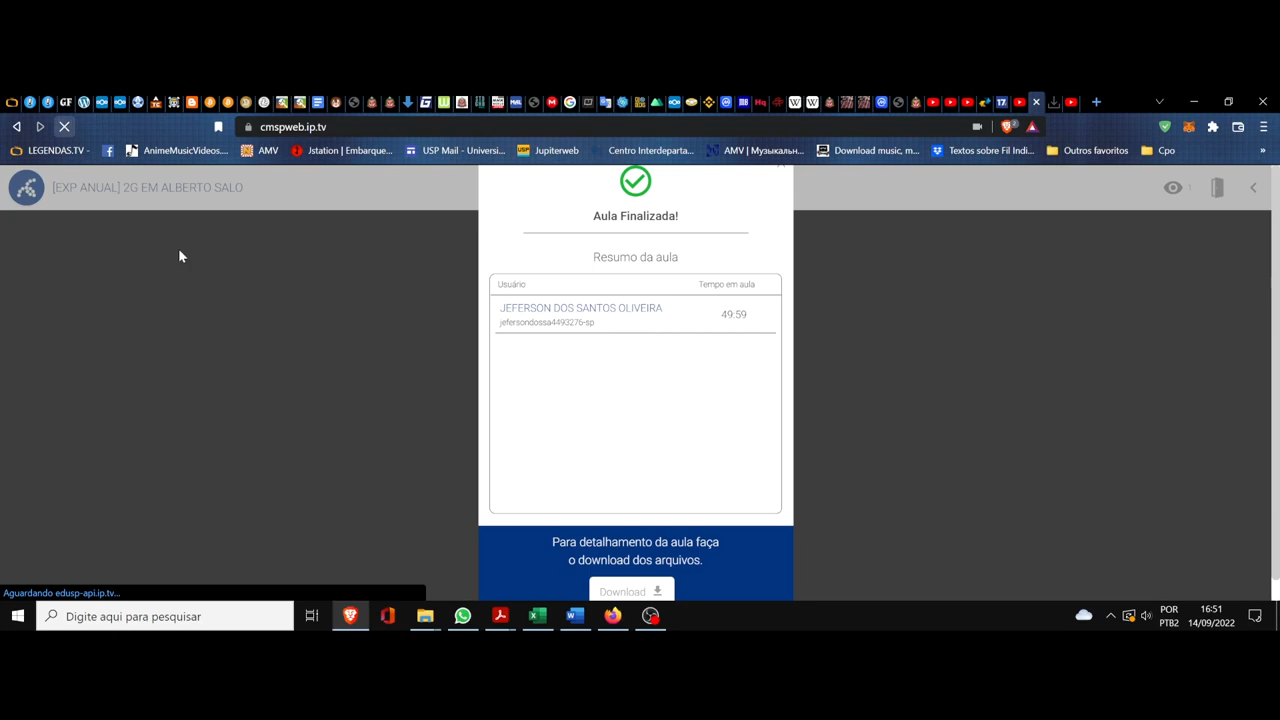 cmspweb.ip.tv
LEGENDAS.TV -
AnimeMusicVideos...
AMV
Jstation | Embarque...
USP Mail - Universi...
Jupiterweb
Centro Interdeparta...
AMV | Музыкаль...
Download music, m...
Textos sobre Fil Indi...
Outros favoritos
Cpo
[EXP ANUAL] 2G EM ALBERTO SALO
1
Aula Finalizada!
Resumo da aula
Usuário
Tempo em aula
JEFERSON DOS SANTOS OLIVEIRA
jefersondossa4493276-sp
49:59
Para detalhamento da aula faça
o download dos arquivos.
Download
Aguardando edusp-api.ip.tv...
Digite aqui para pesquisar
POR
PTB2
16:51
14/09/2022